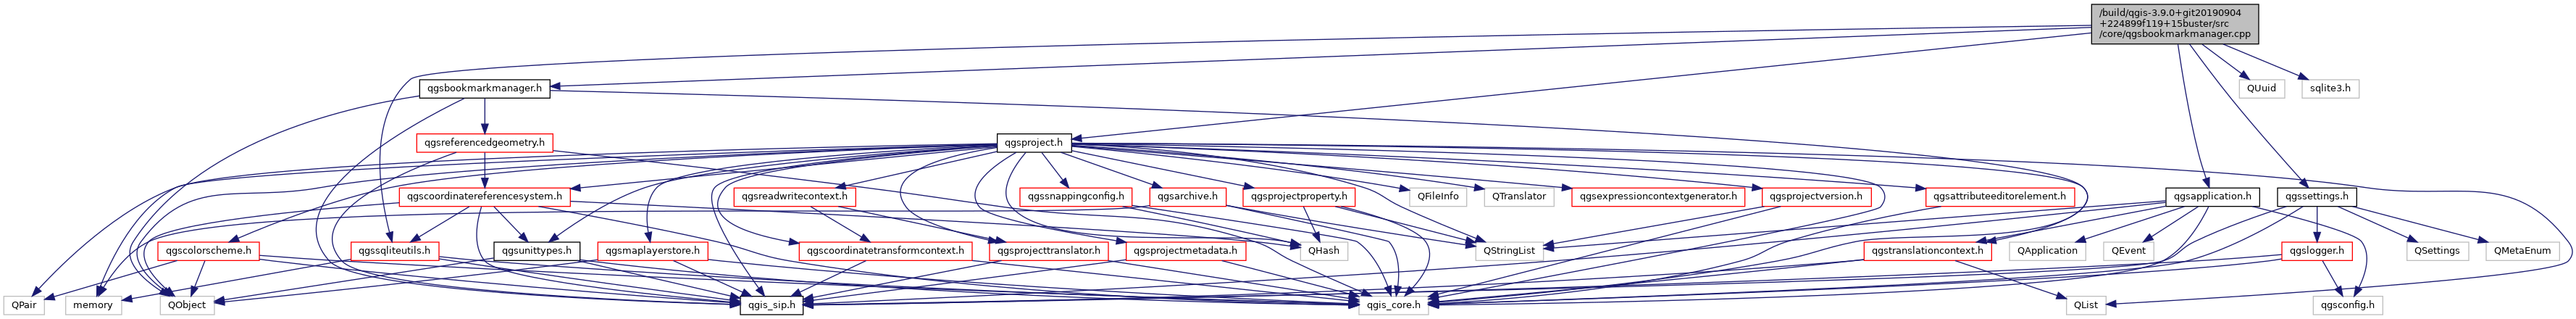 /build/qgis-3.9.0+git20190904
+224899f119+15buster/src
/core/qgsbookmarkmanager.cpp
qgsbookmarkmanager.h
QUuid
sqlite3.h
qgsreferencedgeometry.h
qgsproject.h
qgscoordinatereferencesystem.h
qgsreadwritecontext.h
qgssnappingconfig.h
qgsarchive.h
qgsprojectproperty.h
QFileInfo
QTranslator
qgsexpressioncontextgenerator.h
qgsprojectversion.h
qgsattributeeditorelement.h
qgsapplication.h
qgssettings.h
qgscolorscheme.h
qgssqliteutils.h
qgsunittypes.h
qgsmaplayerstore.h
qgscoordinatetransformcontext.h
qgsprojecttranslator.h
qgsprojectmetadata.h
QHash
QStringList
qgstranslationcontext.h
QApplication
QEvent
qgslogger.h
QSettings
QMetaEnum
QPair
memory
QObject
qgis_sip.h
qgis_core.h
QList
qgsconfig.h